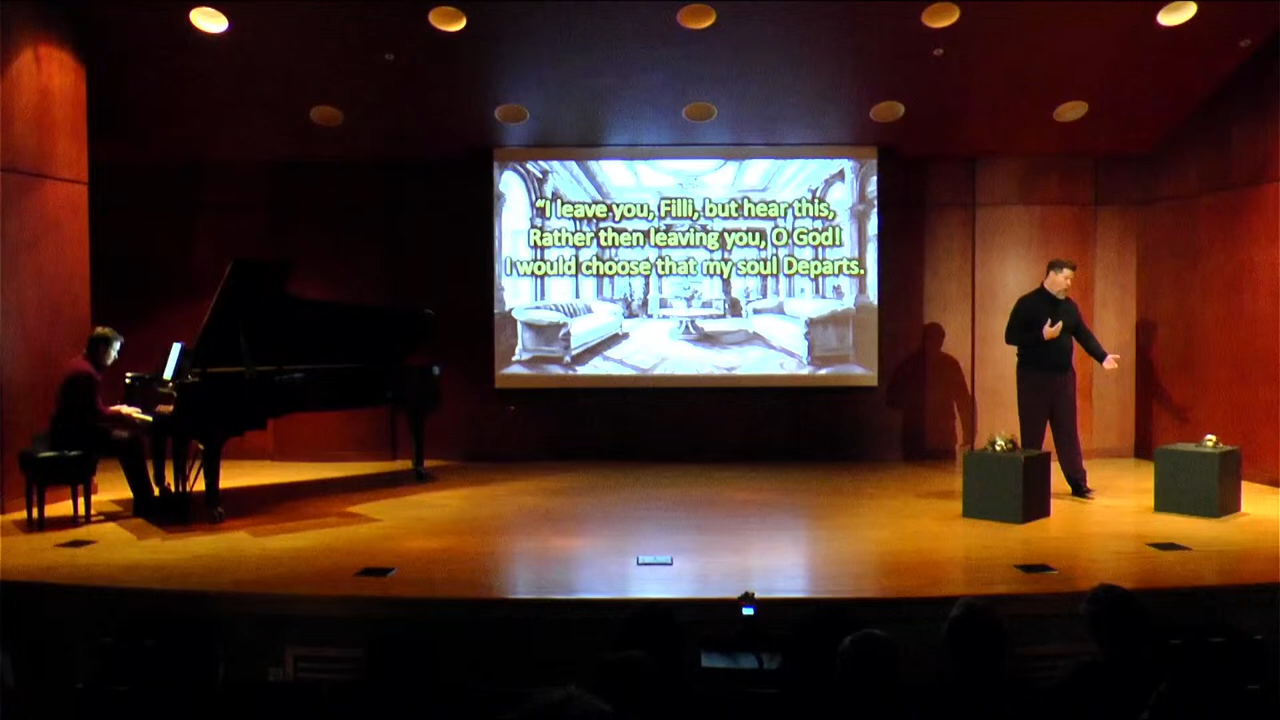 “I leave you, Filli, but hear this,
Rather then leaving you, O God!
I would choose that my soul Departs.